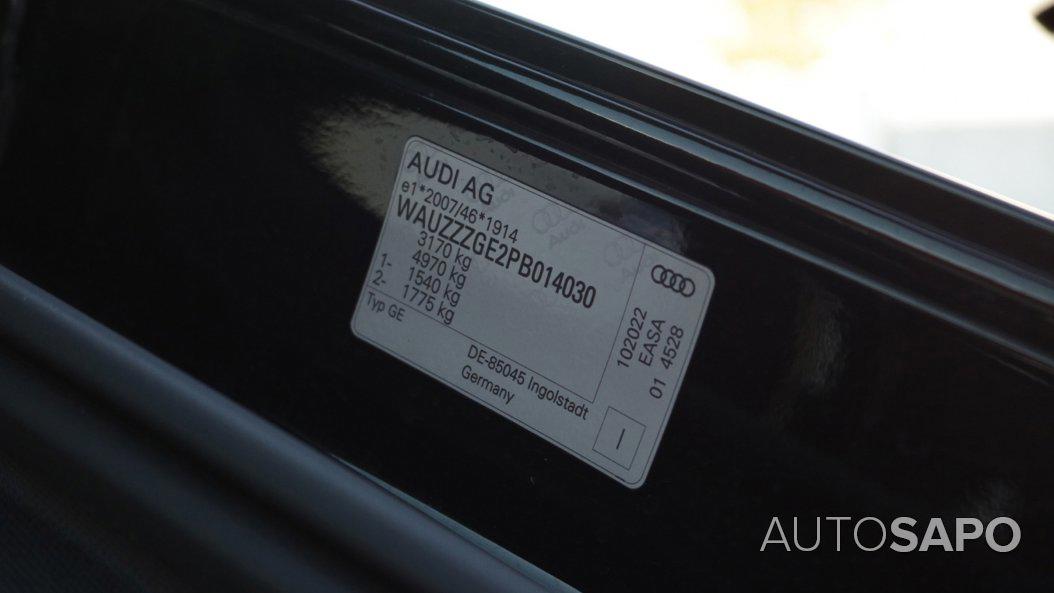 AUDI AG
e1*2007/46*1914
WAUZZZGE2PB014030
3170 kg
4970 kg
1- 1540 kg
2- 1775 kg
Typ GE
DE-85045 Ingolstadt
Germany
102022
EASA
01 4528
I
Audi
AUTOSAPO